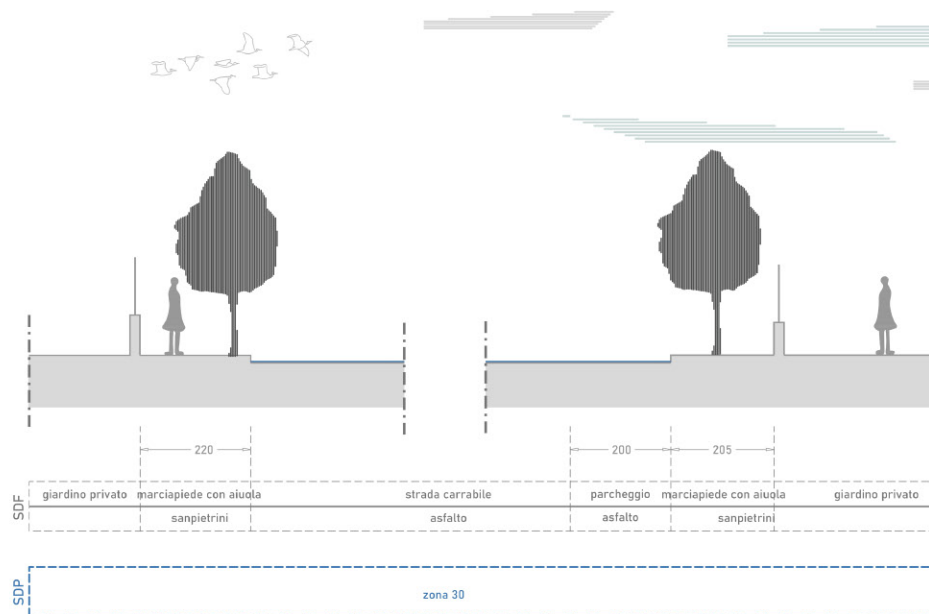 220
200
205
SDF
giardino privato
marciapiede con aiuola
strada carrabile
parcheggio
marciapiede con aiuola
giardino privato
sanpietrini
asfalto
asfalto
sanpietrini
SDP
zona 30